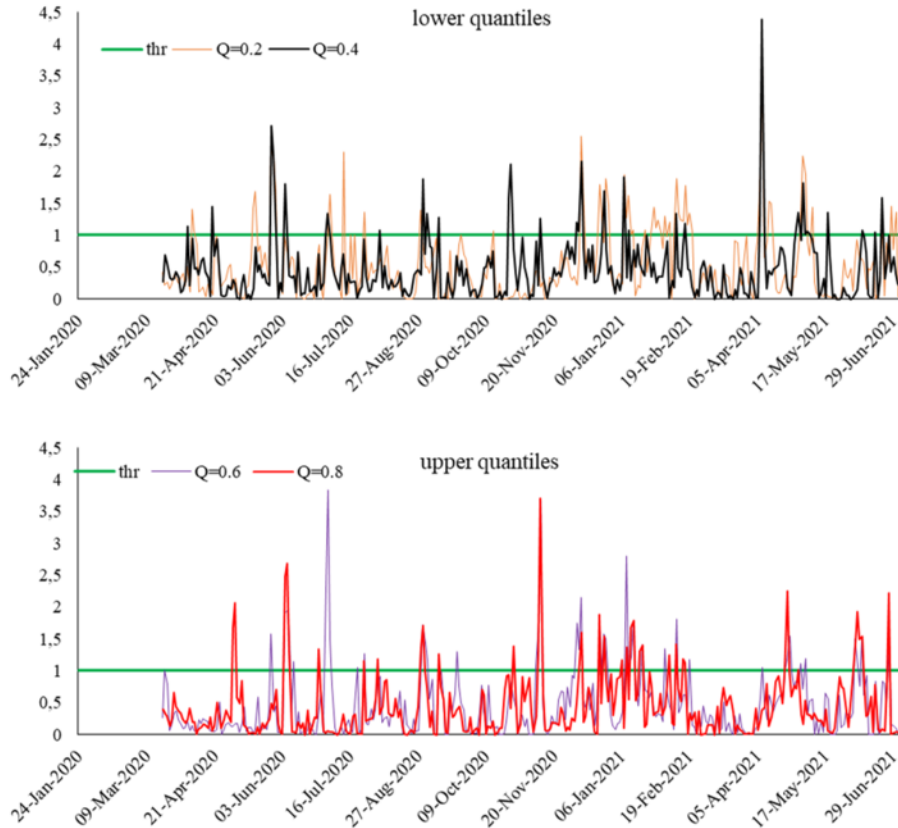 lower quantiles
thr Q=0.2 Q=0.4
4,5
4
3,5
3
2,5
2
1,5
1
0,5
0
24-Jan-2020
09-Mar-2020
21-Apr-2020
03-Jun-2020
16-Jul-2020
27-Aug-2020
09-Oct-2020
20-Nov-2020
06-Jan-2021
19-Feb-2021
05-Apr-2021
17-May-2021
29-Jun-2021
upper quantiles
thr Q=0.6 Q=0.8
4,5
4
3,5
3
2,5
2
1,5
1
0,5
0
24-Jan-2020
09-Mar-2020
21-Apr-2020
03-Jun-2020
16-Jul-2020
27-Aug-2020
09-Oct-2020
20-Nov-2020
06-Jan-2021
19-Feb-2021
05-Apr-2021
17-May-2021
29-Jun-2021